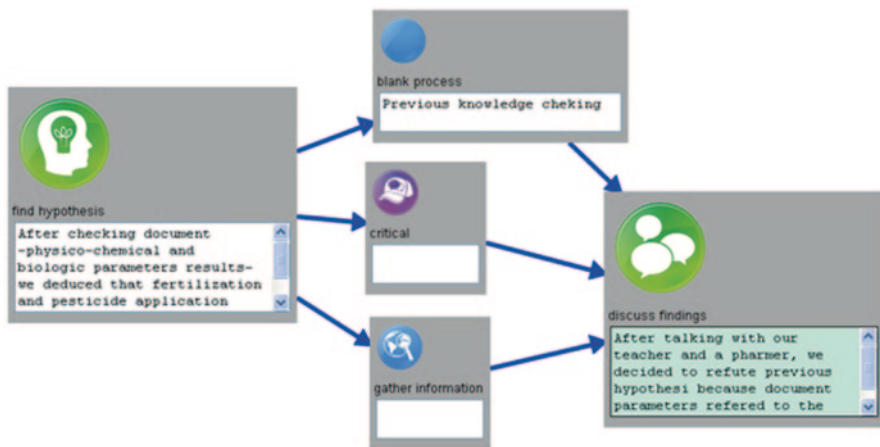 blank process
Previous knowledge cheking
find hypothesis
After checking document
-physico-chemical and
biologic parameters results-
we deduced that fertilization
and pesticide application
critical
gather information
discuss findings
After talking with our
teacher and a pharmer, we
decided to refute previous
hypothesi because document
parameters refered to the